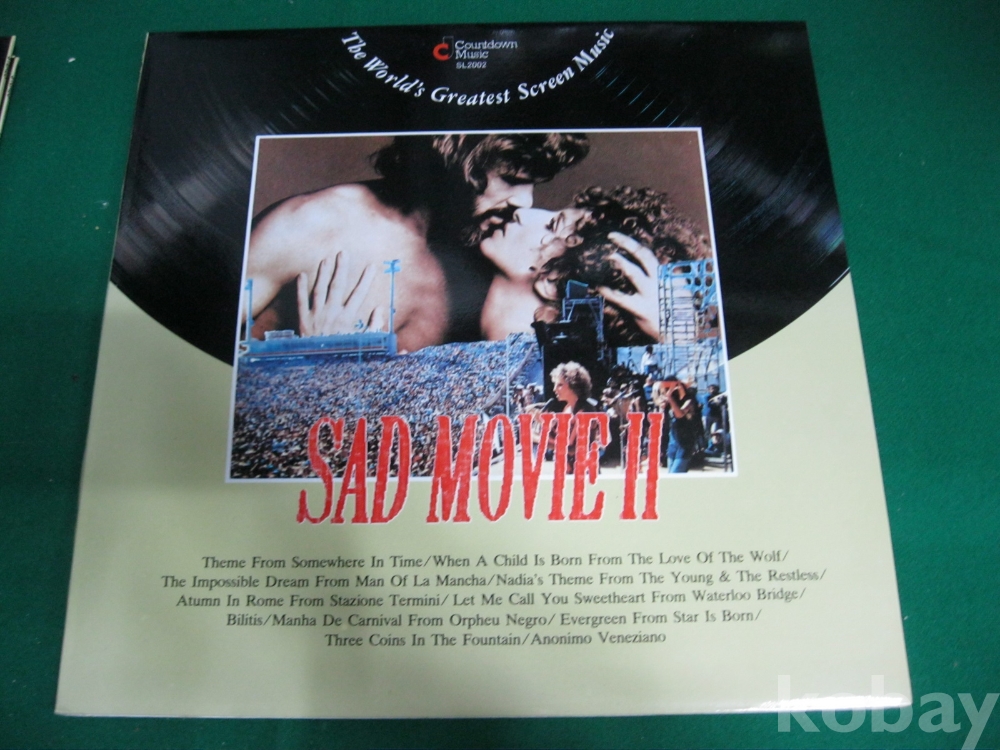 Countdown
Music
SL2002
The World's Greatest Screen Music
SAD MOVIE II
Theme From Somewhere In Time/When A Child Is Born From The Love Of The Wolf/
The Impossible Dream From Man Of La Mancha/Nadia's Theme From The Young & The Restless/
Atumn In Rome From Stazione Termini/Let Me Call You Sweetheart From Waterloo Bridge/
Bilitis/Manha De Carnival From Orpheu Negro/Evergreen From Star Is Born/
Three Coins In The Fountain/Anonimo Veneziano
kobay